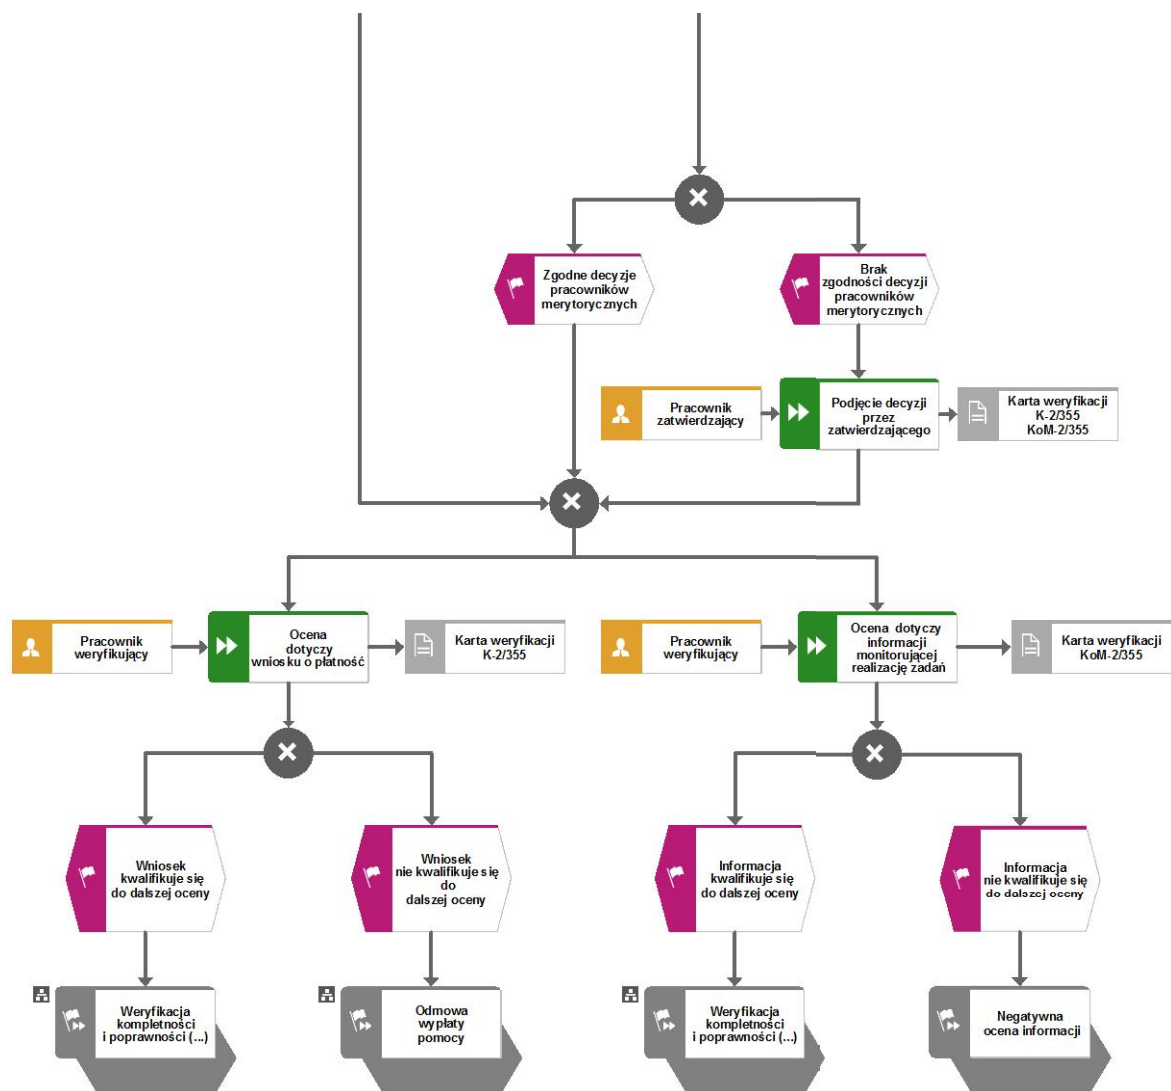 Zgodne decyzje
pracowników
merytorycznych
Brak
zgodności decyzji
pracowników
merytorycznych
Pracownik
zatwierdzający
Podjęcie decyzji
przez
zatwierdzającego
Karta weryfikacji
K-2/355
KoM-2/355
Pracownik
weryfikujący
Ocena
dotyczy
wniosku o płatność
Karta weryfikacji
K-2/355
Pracownik
weryfikujący
Ocena dotyczy
informacji
monitorującej
realizację zadań
Karta weryfikacji
KoM-2/355
Wniosek
kwalifikuje się
do dalszej oceny
Wniosek
nie kwalifikuje się
do
dalszej oceny
Informacja
kwalifikuje się
do dalszej oceny
Informacja
nie kwalifikuje się
do dalszej oceny
Weryfikacja
kompletności
i poprawności (...)
Odmowa
wypłaty
pomocy
Weryfikacja
kompletności
i poprawności (...)
Negatywna
ocena informacji